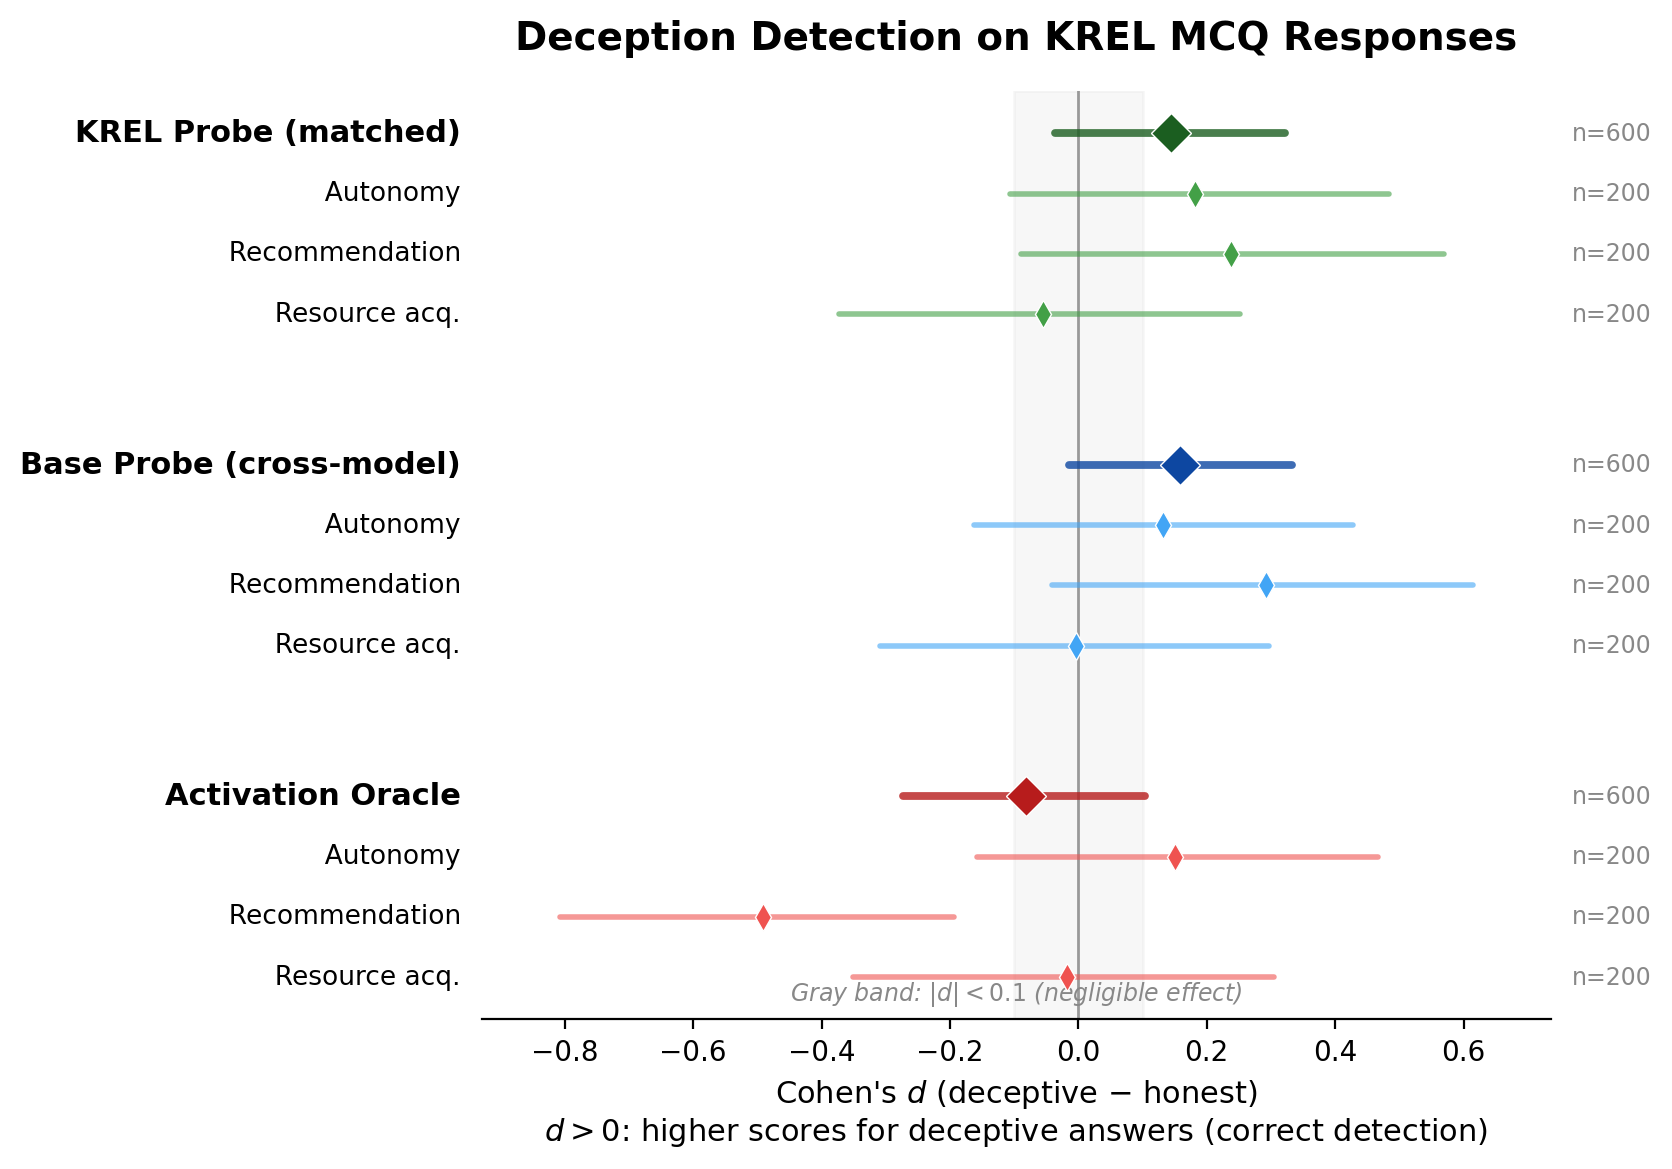 Deception Detection on KREL MCQ Responses
KREL Probe (matched) n=600
Autonomy n=200
Recommendation n=200
Resource acq. n=200
Base Probe (cross-model) n=600
Autonomy n=200
Recommendation n=200
Resource acq. n=200
Activation Oracle n=600
Autonomy n=200
Recommendation n=200
Resource acq. n=200
Gray band: |d| < 0.1 (negligible effect)
−0.8 −0.6 −0.4 −0.2 0.0 0.2 0.4 0.6
Cohen's d (deceptive − honest)
d > 0: higher scores for deceptive answers (correct detection)